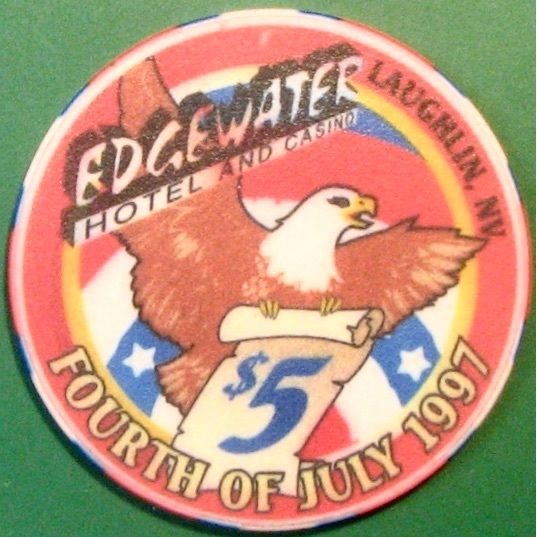 EDGEWATER
HOTEL AND CASINO
LAUGHLIN, NV
$5
FOURTH OF JULY 1997